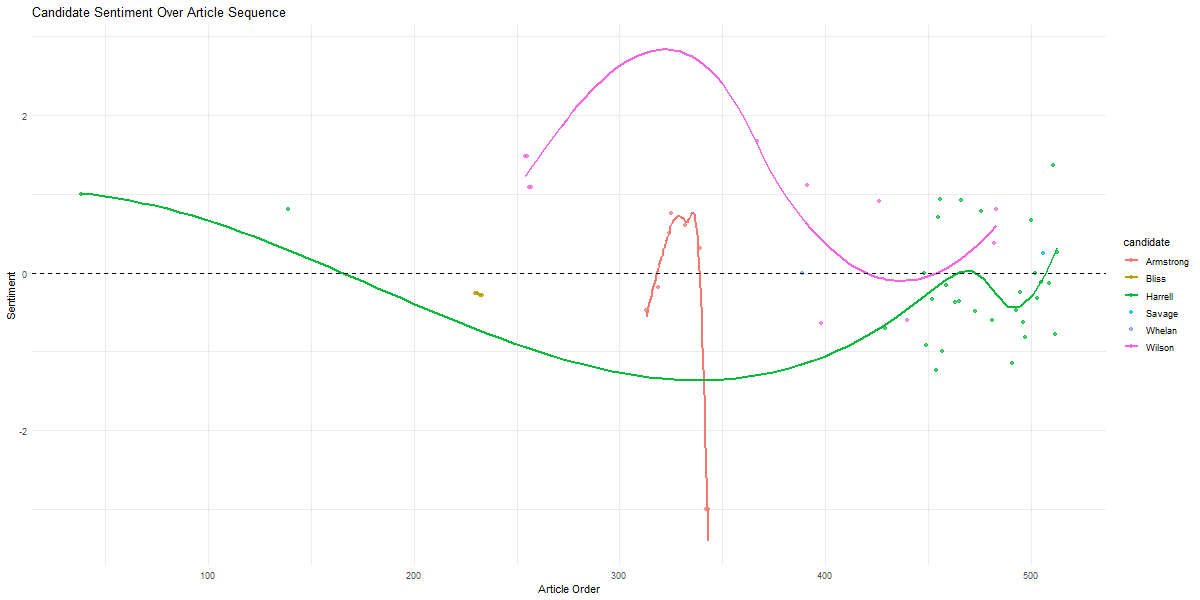 Candidate Sentiment Over Article Sequence
2
0
-2
Sentiment
100 200 300 400 500
Article Order
candidate
Armstrong
Bliss
Harrell
Savage
Whelan
Wilson